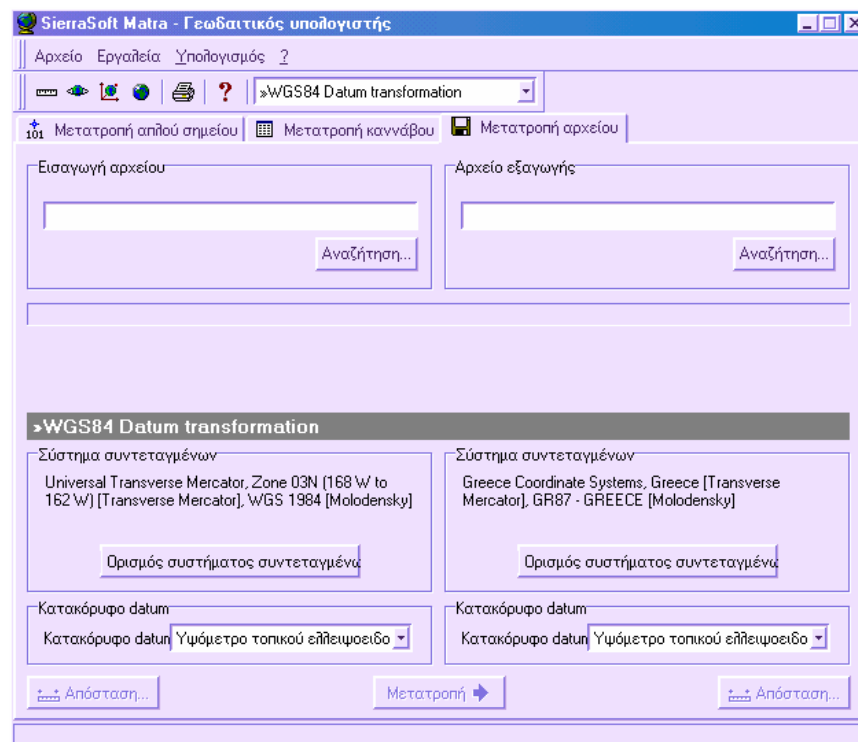 SierraSoft Matra - Γεωδαιτικός υπολογιστής
Αρχείο Εργαλεία Υπολογισμός ?
»WGS84 Datum transformation
101 Μετατροπή απλού σημείου Μετατροπή καννάβου Μετατροπή αρχείου
Εισαγωγή αρχείου
Αναζήτηση...
Αρχείο εξαγωγής
Αναζήτηση...
»WGS84 Datum transformation
Σύστημα συντεταγμένων
Universal Transverse Mercator, Zone 03N (168 W to
162 W) [Transverse Mercator], WGS 1984 [Molodensky]
Ορισμός συστήματος συντεταγμένω
Σύστημα συντεταγμένων
Greece Coordinate Systems, Greece [Transverse
Mercator], GR87 - GREECE [Molodensky]
Ορισμός συστήματος συντεταγμένω
Κατακόρυφο datum
Κατακόρυφο datun Υψόμετρο τοπικού ελλειψοειδο
Κατακόρυφο datum
Κατακόρυφο datun Υψόμετρο τοπικού ελλειψοειδο
Απόσταση...
Μετατροπή
Απόσταση...